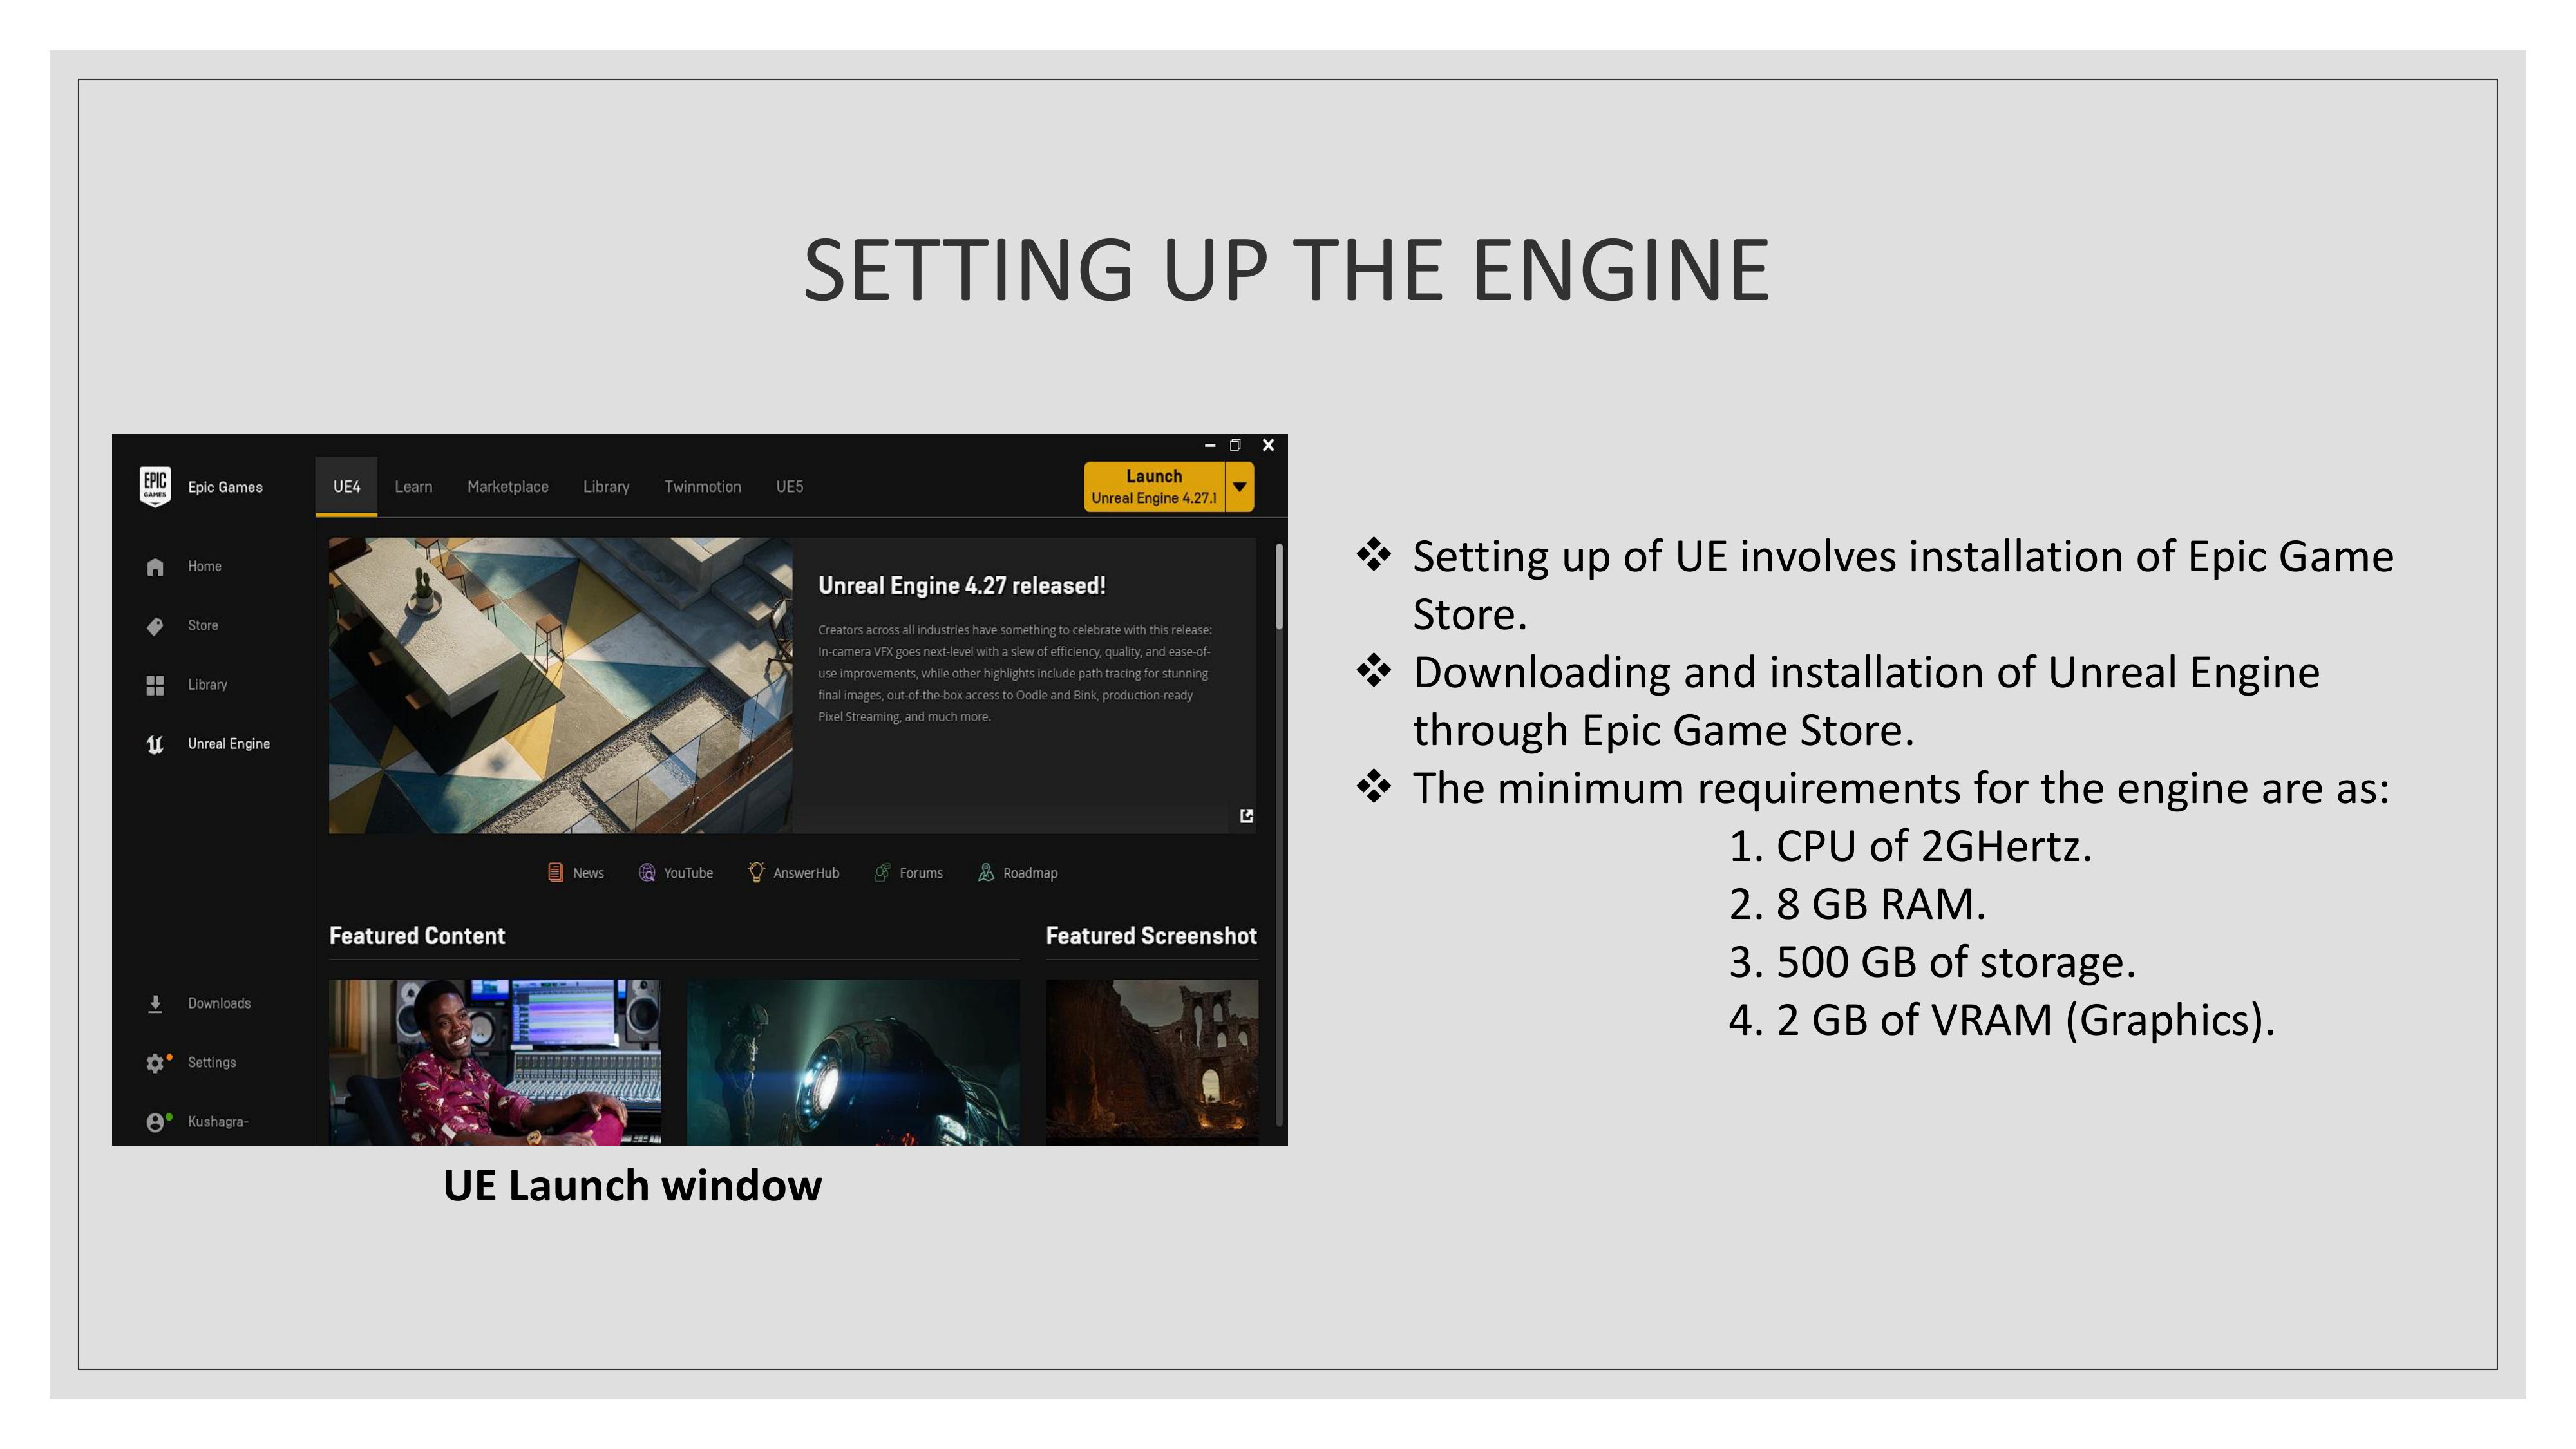 SETTING UP THE ENGINE
EPIC GAMES
Epic Games
UE4 Learn Marketplace Library Twinmotion UE5
Launch
Unreal Engine 4.27.1
Home
Store
Library
Unreal Engine
Unreal Engine 4.27 released!
Creators across all industries have something to celebrate with this release:
In-camera VFX goes next-level with a slew of efficiency, quality, and ease-of-
use improvements, while other highlights include path tracing for stunning
final images, out-of-the-box access to Oodle and Bink, production-ready
Pixel Streaming, and much more.
News YouTube AnswerHub Forums Roadmap
Featured Content
Featured Screenshot
Downloads
Settings
Kushagra-
UE Launch window
❖ Setting up of UE involves installation of Epic Game
Store.
❖ Downloading and installation of Unreal Engine
through Epic Game Store.
❖ The minimum requirements for the engine are as:
1. CPU of 2GHertz.
2. 8 GB RAM.
3. 500 GB of storage.
4. 2 GB of VRAM (Graphics).